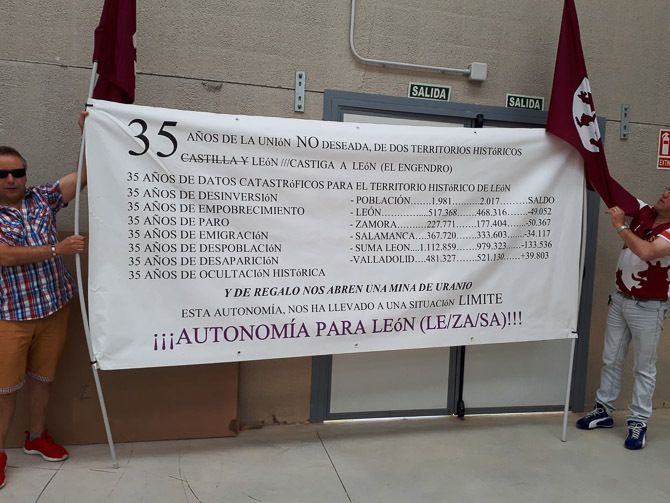 SALIDA
SALIDA
35 AÑOS DE LA UNIóN NO DESEADA, DE DOS TERRITORIOS HISTóRICOS
CASTILLA Y LEóN ///CASTIGA A LEóN (EL ENGENDRO)
35 AÑOS DE DATOS CATASTRóFICOS PARA EL TERRITORIO HISTÓRICO DE LEóN
35 AÑOS DE DESINVERSIÓN - POBLACIÓN......1.981.......2.017.......SALDO
35 AÑOS DE EMPOBRECIMIENTO - LEÓN............517.368.....468.316......-49.052
35 AÑOS DE PARO - ZAMORA.........227.771.....177.404......-50.367
35 AÑOS DE EMIGRACIóN - SALAMANCA...367.720.....333.603......-34.117
35 AÑOS DE DESPOBLACIóN - SUMA LEON...1.112.859.....979.323......-133.536
35 AÑOS DE DESAPARICIóN -VALLADOLID....481.327.....521.130...+39.803
35 AÑOS DE OCULTACIÓN HISTóRICA
Y DE REGALO NOS ABREN UNA MINA DE URANIO
ESTA AUTONOMÍA, NOS HA LLEVADO A UNA SITUACIóN LIMITE
¡¡¡AUTONOMÍA PARA LEóN (LE/ZA/SA)!!!